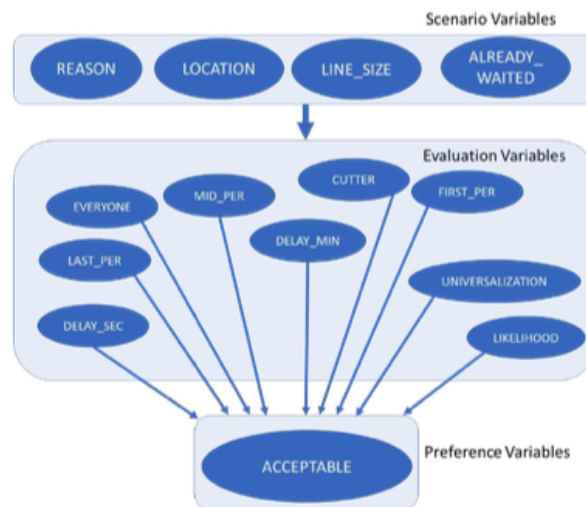 Scenario Variables
REASON
LOCATION
LINE_SIZE
ALREADY_
WAITED
Evaluation Variables
CUTTER
MID_PER
FIRST_PER
EVERYONE
DELAY_MIN
LAST_PER
UNIVERSALIZATION
DELAY_SEC
LIKELIHOOD
Preference Variables
ACCEPTABLE